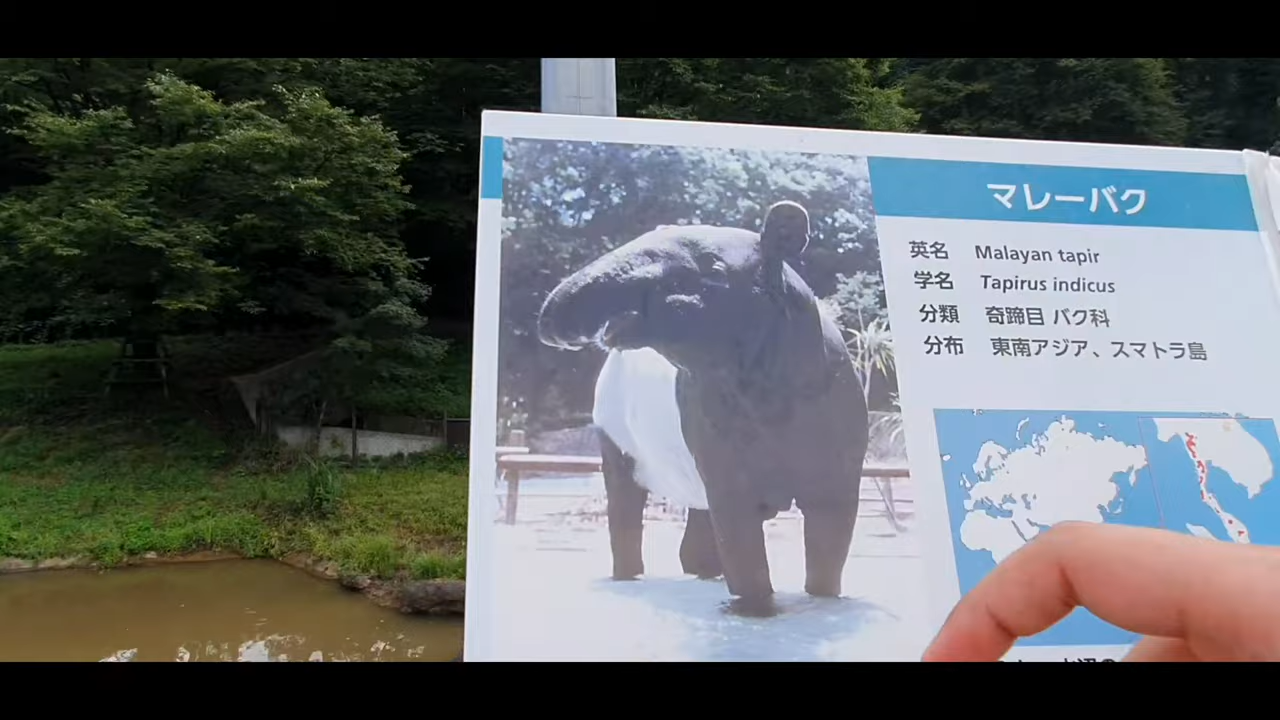 マレーバク
英名 Malayan tapir
学名 Tapirus indicus
分類 奇蹄目 バク科
分布 東南アジア、スマトラ島